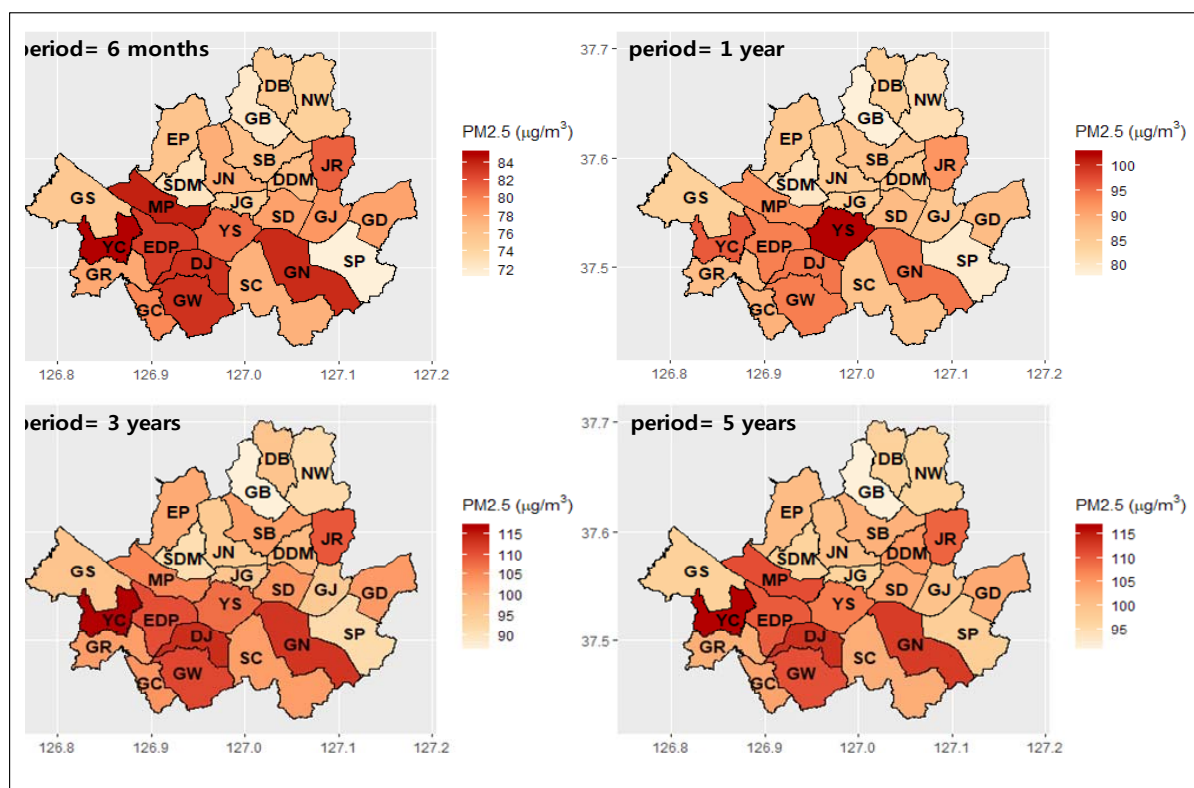 period= 6 months
DB
NW
GB
EP
SB
JR
SDM
JN
DDM
GS
MP
JG
SD
GJ
GD
YC
EDP
YS
DJ
GN
SP
GR
GW
SC
GC
126.8 126.9 127.0 127.1 127.2
PM2.5 (μg/m³)
84
82
80
78
76
74
72
period= 1 year
37.7
37.6
37.5
DB
NW
GB
EP
SB
JR
SDM
JN
DDM
GS
MP
JG
SD
GJ
GD
YC
EDP
YS
DJ
GN
SP
GR
GW
SC
GC
126.8 126.9 127.0 127.1 127.2
PM2.5 (μg/m³)
100
95
90
85
80
period= 3 years
DB
NW
GB
EP
SB
JR
SDM
JN
DDM
GS
MP
JG
SD
GJ
GD
YC
EDP
YS
DJ
GN
SP
GR
GW
SC
GC
126.8 126.9 127.0 127.1 127.2
PM2.5 (μg/m³)
115
110
105
100
95
90
period= 5 years
37.7
37.6
37.5
DB
NW
GB
EP
SB
JR
SDM
JN
DDM
GS
MP
JG
SD
GJ
GD
YC
EDP
YS
DJ
GN
SP
GR
GW
SC
GC
126.8 126.9 127.0 127.1 127.2
PM2.5 (μg/m³)
115
110
105
100
95